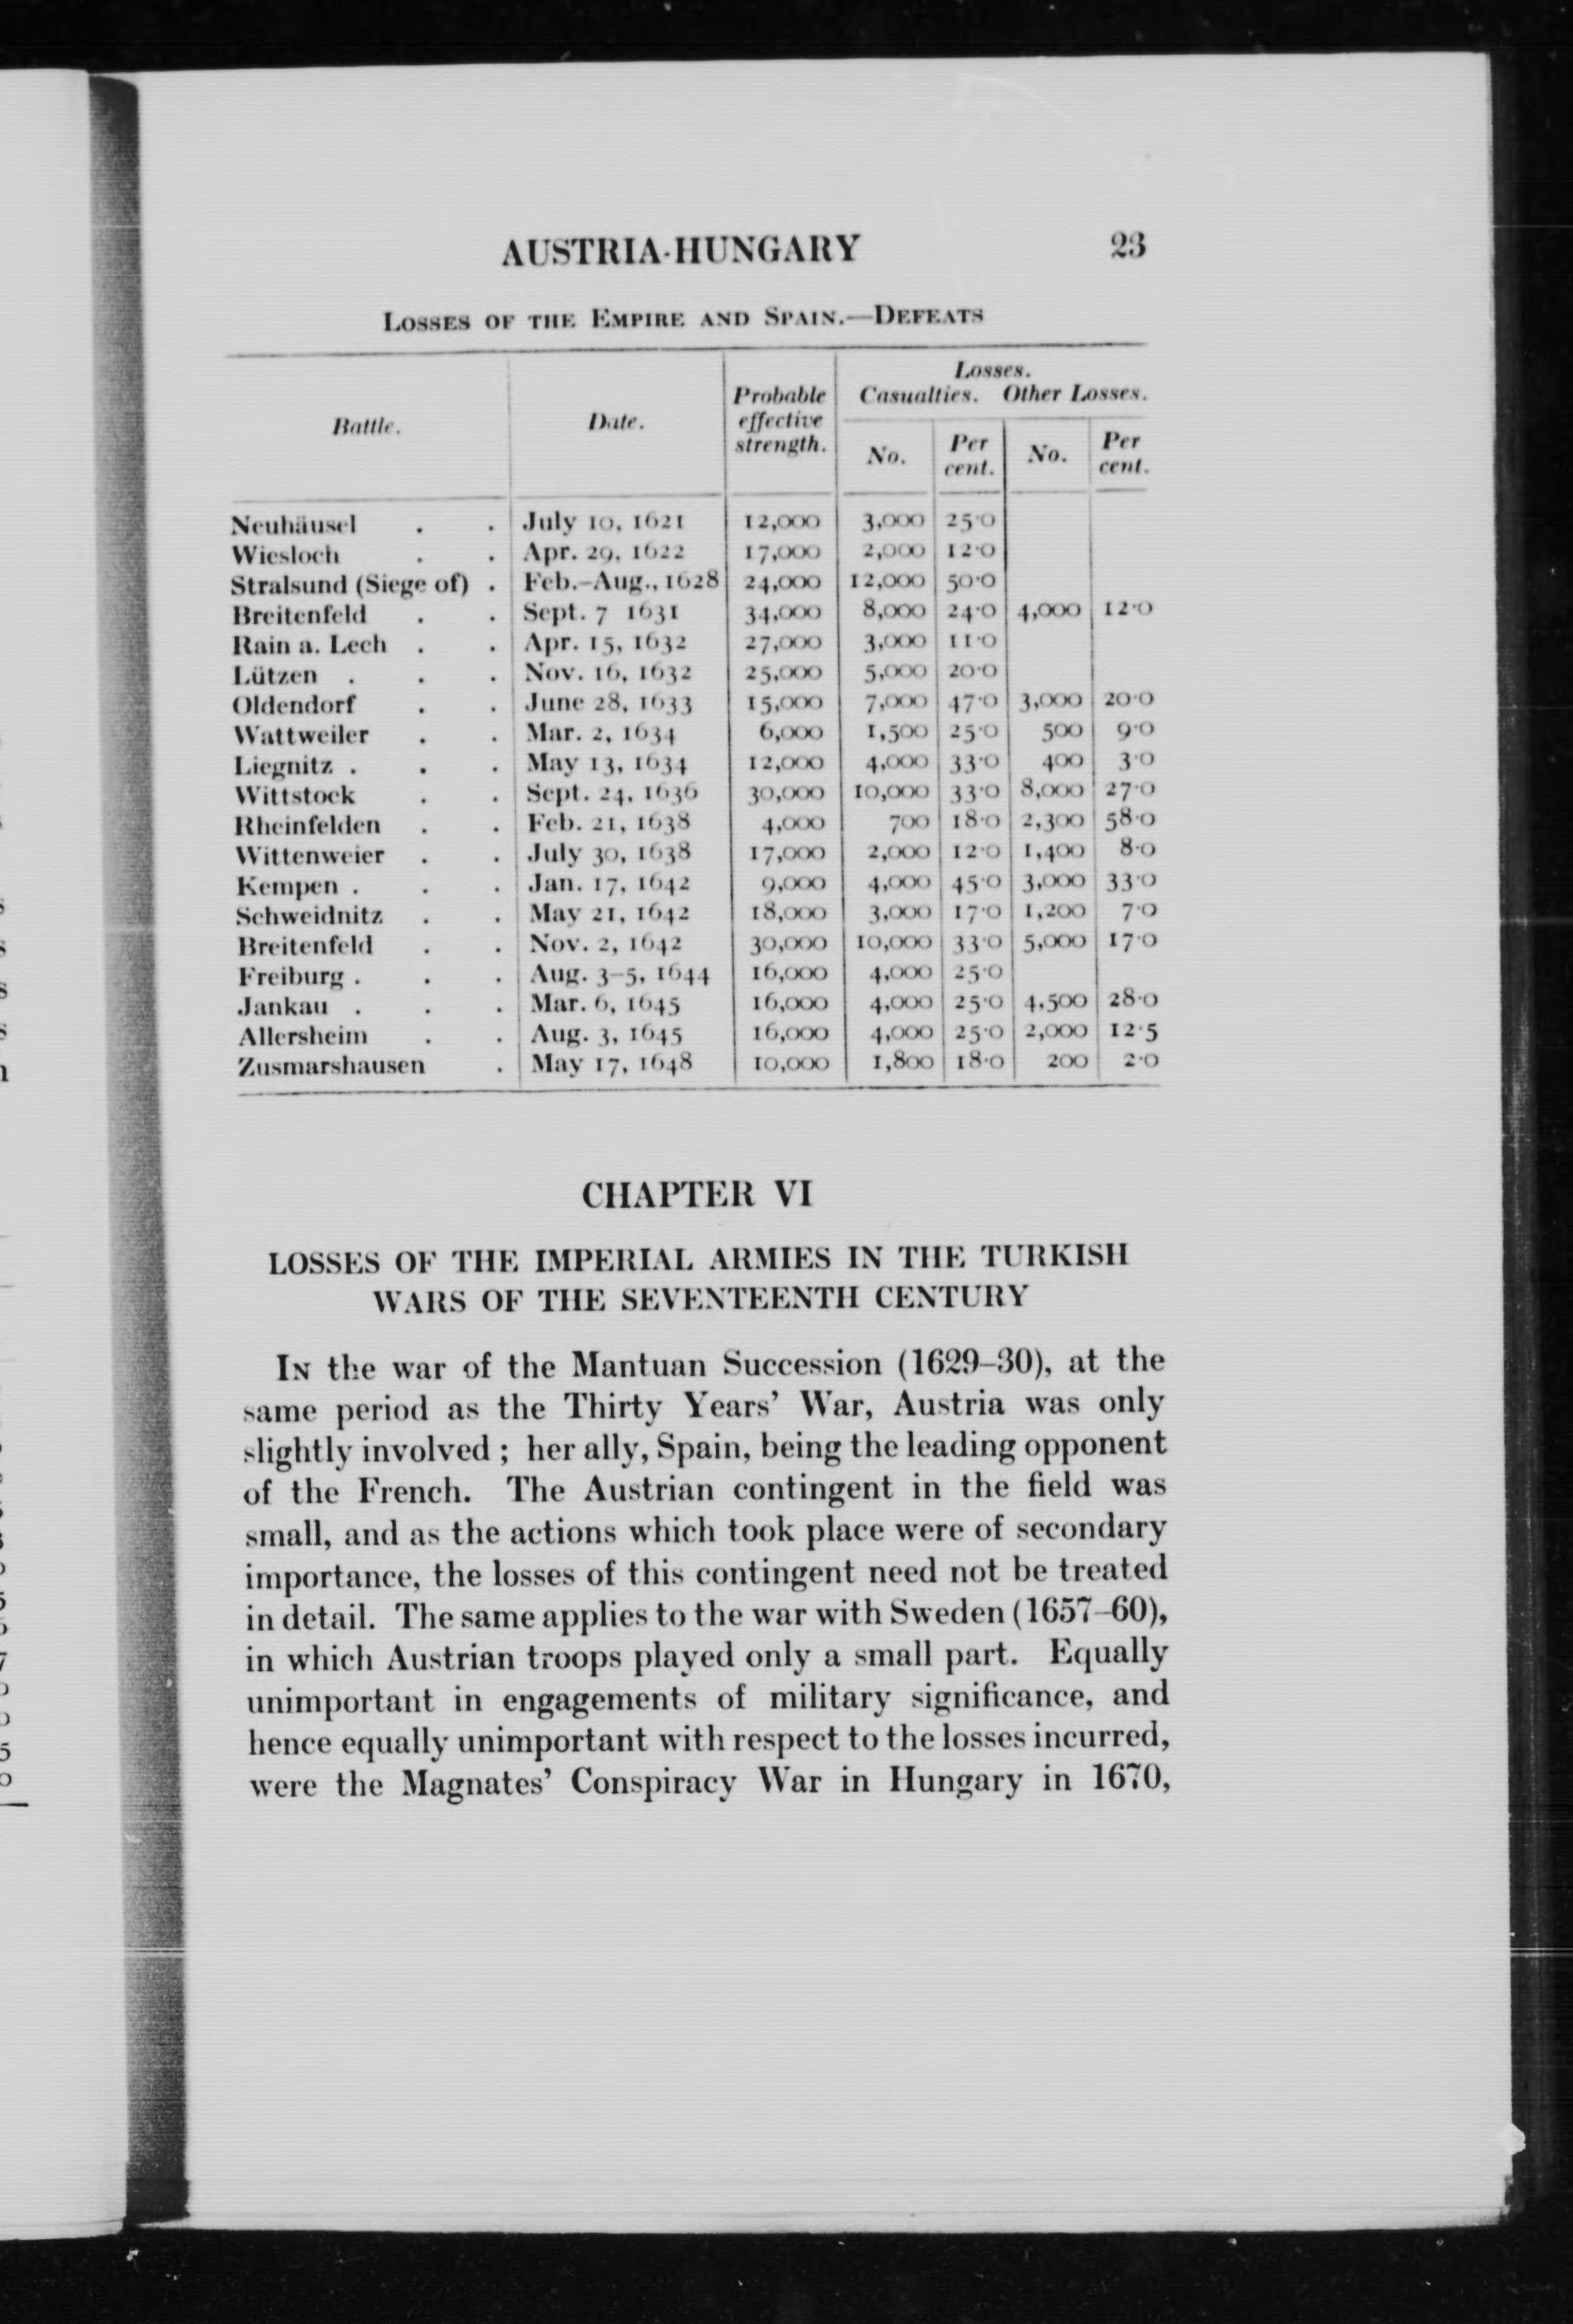 AUSTRIA-HUNGARY 23
LOSSES OF THE EMPIRE AND SPAIN.—DEFEATS
Losses.
Probable Casualties. Other Losses.
Battle. Date. effective
strength. No. Per cent. No. Per cent.
Neuhäusel . . July 10, 1621 12,000 3,000 25·0
Wiesloch . . Apr. 29, 1622 17,000 2,000 12·0
Stralsund (Siege of) . Feb.–Aug., 1628 24,000 12,000 50·0
Breitenfeld . . Sept. 7 1631 34,000 8,000 24·0 4,000 12·0
Rain a. Lech . . Apr. 15, 1632 27,000 3,000 11·0
Lützen . . . Nov. 16, 1632 25,000 5,000 20·0
Oldendorf . . June 28, 1633 15,000 7,000 47·0 3,000 20·0
Wattweiler . . Mar. 2, 1634 6,000 1,500 25·0 500 9·0
Liegnitz . . . May 13, 1634 12,000 4,000 33·0 400 3·0
Wittstock . . Sept. 24, 1636 30,000 10,000 33·0 8,000 27·0
Rheinfelden . . Feb. 21, 1638 4,000 700 18·0 2,300 58·0
Wittenweier . . July 30, 1638 17,000 2,000 12·0 1,400 8·0
Kempen . . . Jan. 17, 1642 9,000 4,000 45·0 3,000 33·0
Schweidnitz . . May 21, 1642 18,000 3,000 17·0 1,200 7·0
Breitenfeld . . Nov. 2, 1642 30,000 10,000 33·0 5,000 17·0
Freiburg . . . Aug. 3–5, 1644 16,000 4,000 25·0
Jankau . . . Mar. 6, 1645 16,000 4,000 25·0 4,500 28·0
Allersheim . . Aug. 3, 1645 16,000 4,000 25·0 2,000 12·5
Zusmarshausen . May 17, 1648 10,000 1,800 18·0 200 2·0
CHAPTER VI
LOSSES OF THE IMPERIAL ARMIES IN THE TURKISH
WARS OF THE SEVENTEENTH CENTURY
IN the war of the Mantuan Succession (1629–30), at the
same period as the Thirty Years' War, Austria was only
slightly involved ; her ally, Spain, being the leading opponent
of the French. The Austrian contingent in the field was
small, and as the actions which took place were of secondary
importance, the losses of this contingent need not be treated
in detail. The same applies to the war with Sweden (1657–60),
in which Austrian troops played only a small part. Equally
unimportant in engagements of military significance, and
hence equally unimportant with respect to the losses incurred,
were the Magnates' Conspiracy War in Hungary in 1670,